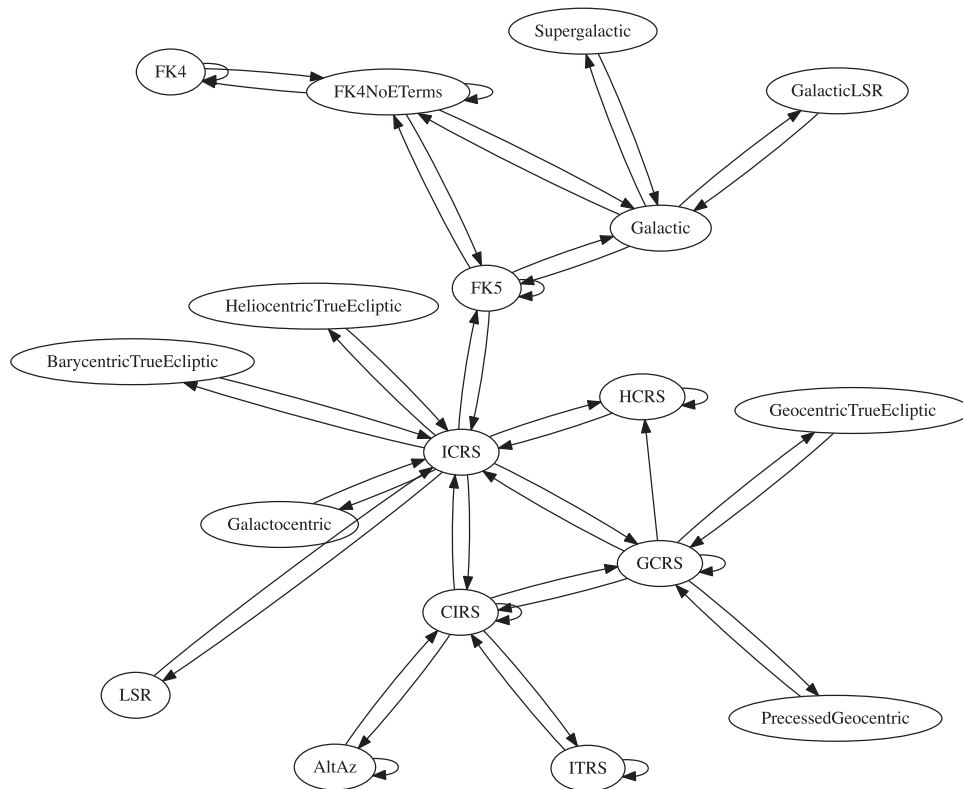 Supergalactic
FK4
FK4NoETerms
GalacticLSR
Galactic
FK5
HeliocentricTrueEcliptic
BarycentricTrueEcliptic
HCRS
GeocentricTrueEcliptic
ICRS
Galactocentric
GCRS
CIRS
LSR
PrecessedGeocentric
AltAz
ITRS